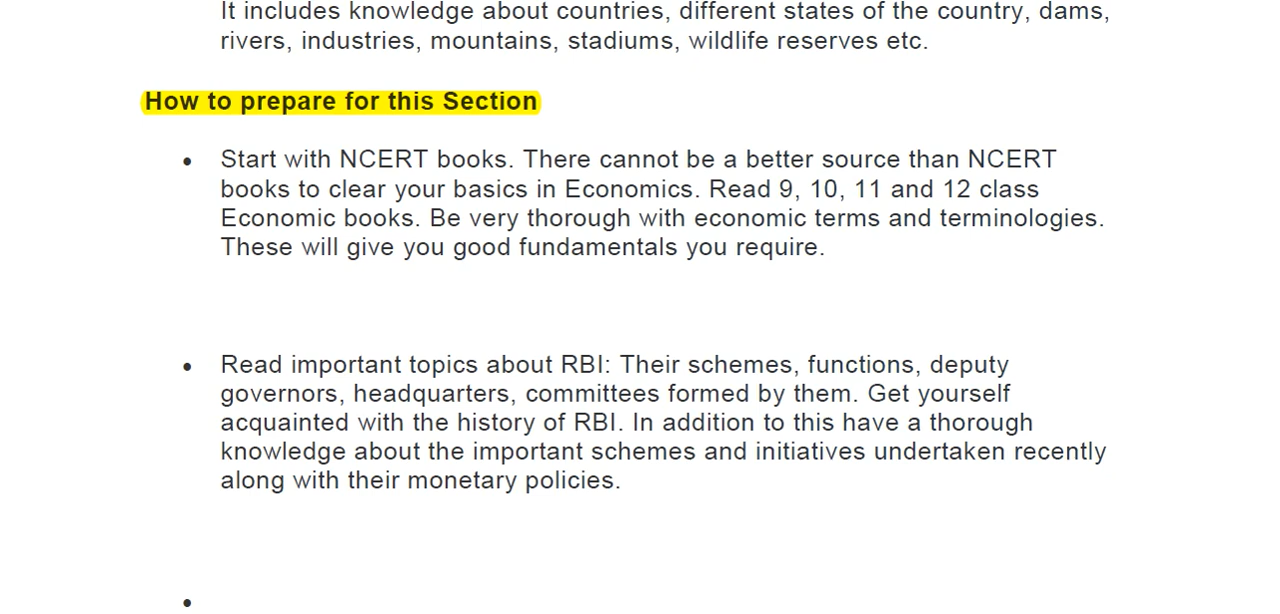 It includes knowledge about countries, different states of the country, dams,
rivers, industries, mountains, stadiums, wildlife reserves etc.
How to prepare for this Section
• Start with NCERT books. There cannot be a better source than NCERT
books to clear your basics in Economics. Read 9, 10, 11 and 12 class
Economic books. Be very thorough with economic terms and terminologies.
These will give you good fundamentals you require.
• Read important topics about RBI: Their schemes, functions, deputy
governors, headquarters, committees formed by them. Get yourself
acquainted with the history of RBI. In addition to this have a thorough
knowledge about the important schemes and initiatives undertaken recently
along with their monetary policies.
•